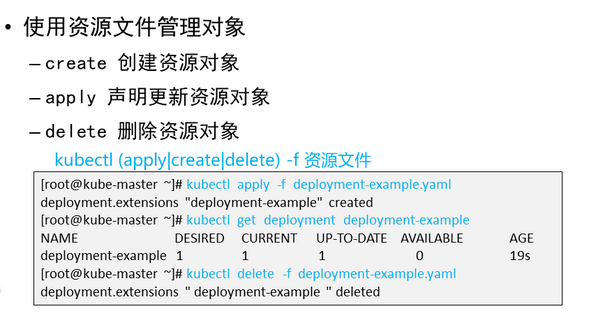 • 使用资源文件管理对象
– create 创建资源对象
– apply 声明更新资源对象
– delete 删除资源对象
kubectl (apply|create|delete) -f 资源文件
[root@kube-master ~]# kubectl apply -f deployment-example.yaml
deployment.extensions "deployment-example" created
[root@kube-master ~]# kubectl get deployment deployment-example
NAME DESIRED CURRENT UP-TO-DATE AVAILABLE AGE
deployment-example 1 1 1 0 19s
[root@kube-master ~]# kubectl delete -f deployment-example.yaml
deployment.extensions " deployment-example " deleted